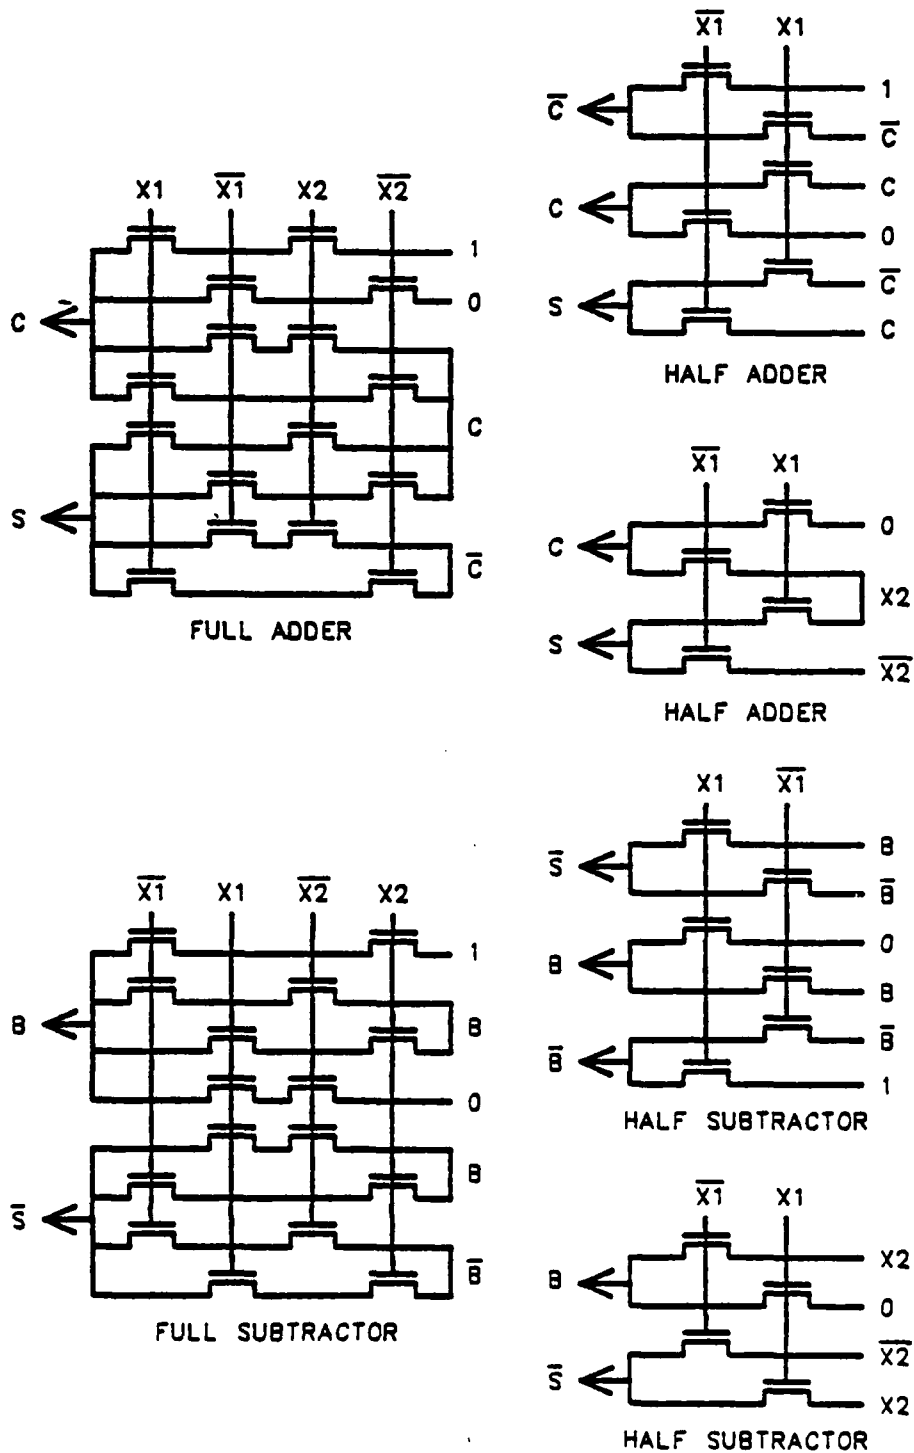 X1 X̅1̅ X2 X̅2̅
1
0
C
C
S
C̅
FULL ADDER
X̅1̅ X1
C̅
1
C̅
C
C
0
S
C̅
C
HALF ADDER
X̅1̅ X1
C
0
X2
S
X̅2̅
HALF ADDER
X̅1̅ X1 X̅2̅ X2
1
B
B
0
B
S̅
B̅
FULL SUBTRACTOR
X1 X̅1̅
S̅
B
B̅
B
0
B
B̅
B̅
1
HALF SUBTRACTOR
X̅1̅ X1
B
X2
0
S̅
X̅2̅
X2
HALF SUBTRACTOR